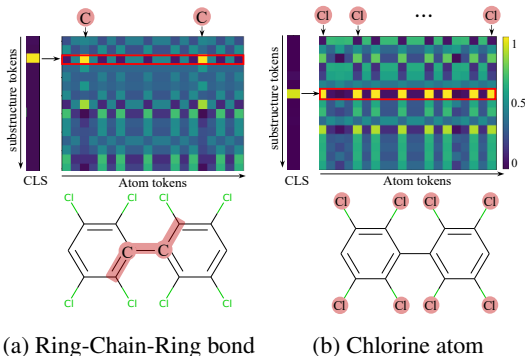 C C
Cl Cl ... Cl
substructure tokens
CLS
Atom tokens
substructure tokens
CLS
Atom tokens
1
0.5
0
Cl Cl
Cl Cl
C C
Cl Cl
Cl Cl
Cl Cl
Cl Cl
Cl Cl
Cl Cl
(a) Ring-Chain-Ring bond
(b) Chlorine atom